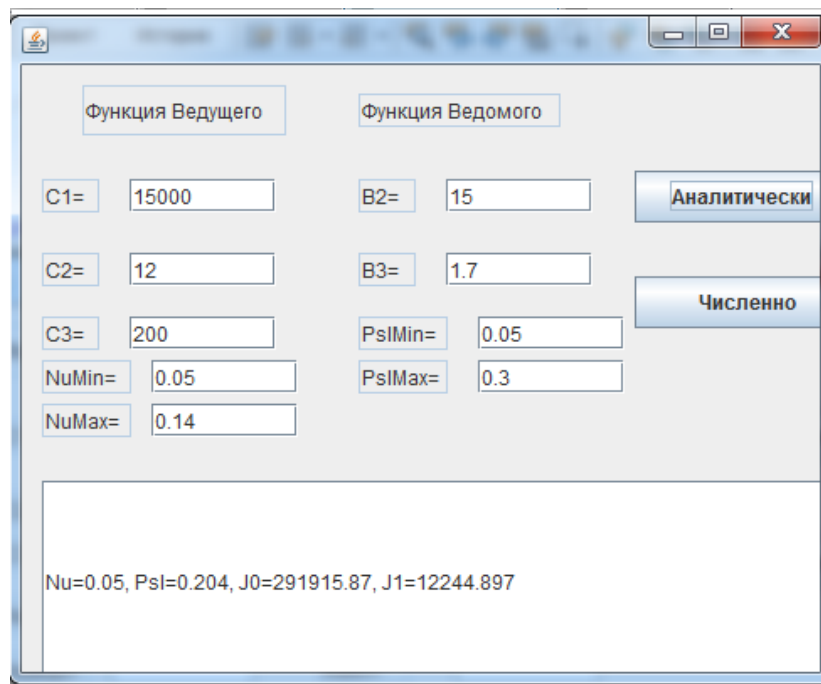 Функция Ведущего Функция Ведомого
C1= 15000 B2= 15 Аналитически
C2= 12 B3= 1.7
Численно
C3= 200 PsIMin= 0.05
NuMin= 0.05 PsIMax= 0.3
NuMax= 0.14
Nu=0.05, PsI=0.204, J0=291915.87, J1=12244.897